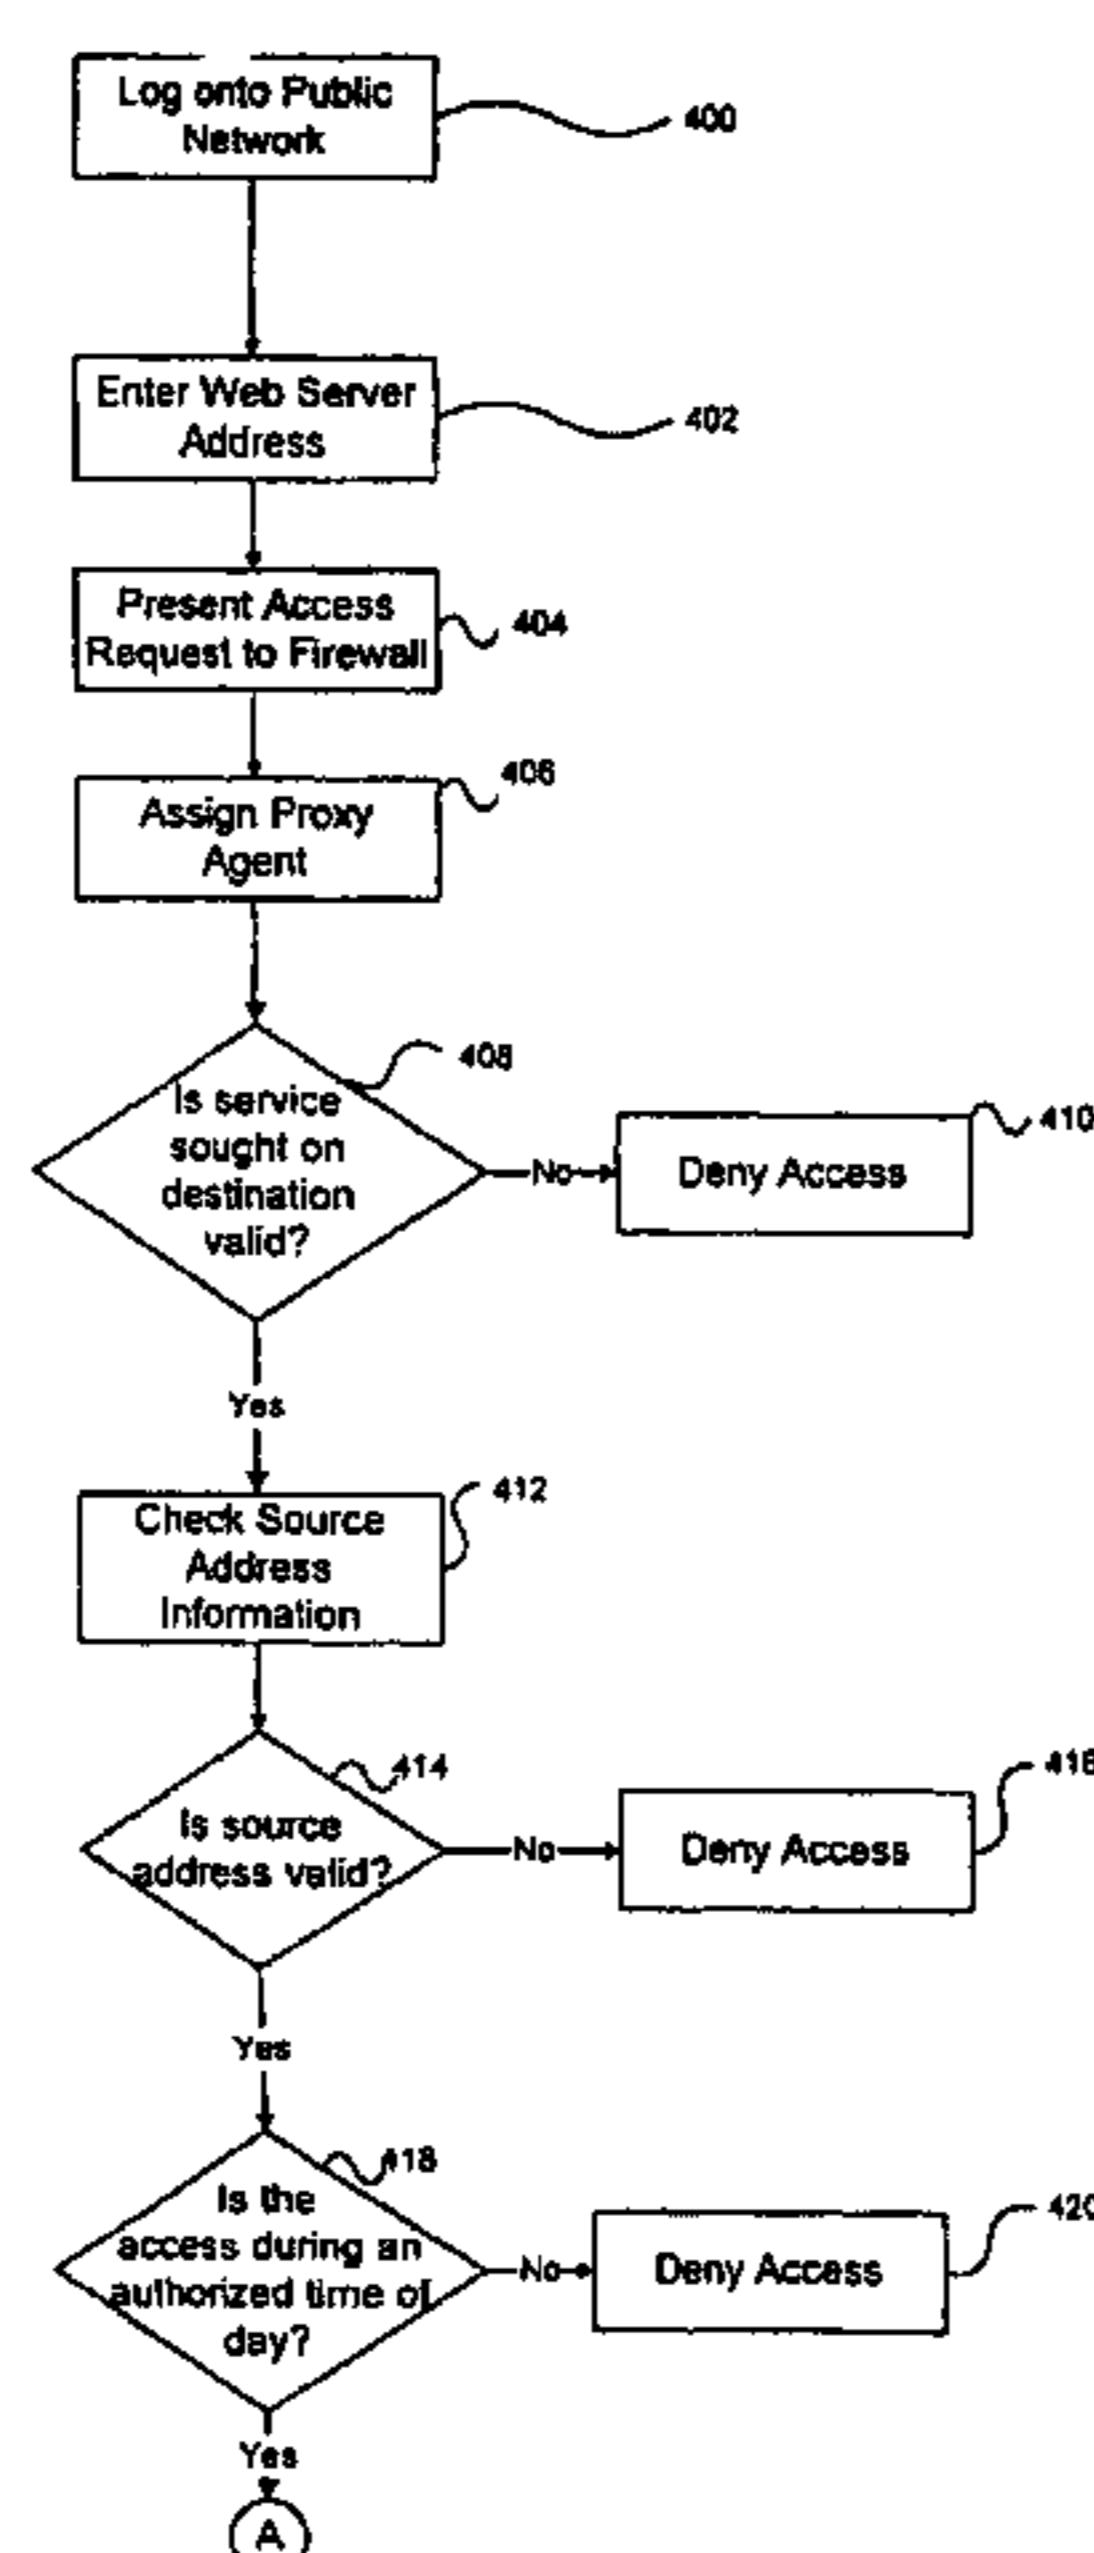 Log onto Public
Network
400
Enter Web Server
Address
402
Present Access
Request to Firewall
404
406
Assign Proxy
Agent
408
Is service
sought on
destination
valid?
No
Deny Access
410
Yes
412
Check Source
Address
Information
414
Is source
address valid?
No
Deny Access
416
Yes
418
Is the
access during an
authorized time of
day?
No
Deny Access
420
Yes
A